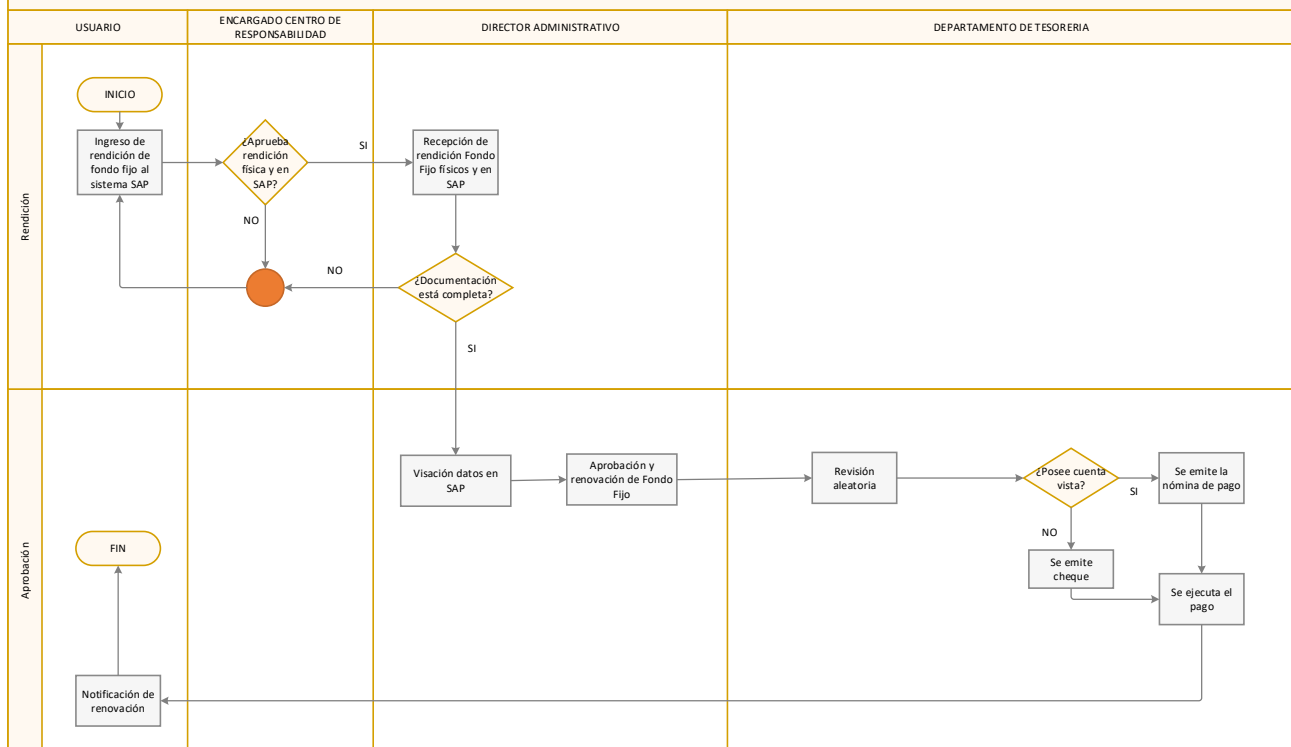 USUARIO
ENCARGADO CENTRO DE
RESPONSABILIDAD
DIRECTOR ADMINISTRATIVO
DEPARTAMENTO DE TESORERIA
Rendición
INICIO
Ingreso de
rendición de
fondo fijo al
sistema SAP
¿Aprueba
rendición
física y en
SAP?
SI
Recepción de
rendición Fondo
Fijo físicos y en
SAP
NO
NO
¿Documentación
está completa?
SI
Aprobación
Visación datos en
SAP
Aprobación y
renovación de Fondo
Fijo
Revisión
aleatoria
¿Posee cuenta
vista?
SI
Se emite la
nómina de pago
NO
Se emite
cheque
Se ejecuta el
pago
FIN
Notificación de
renovación